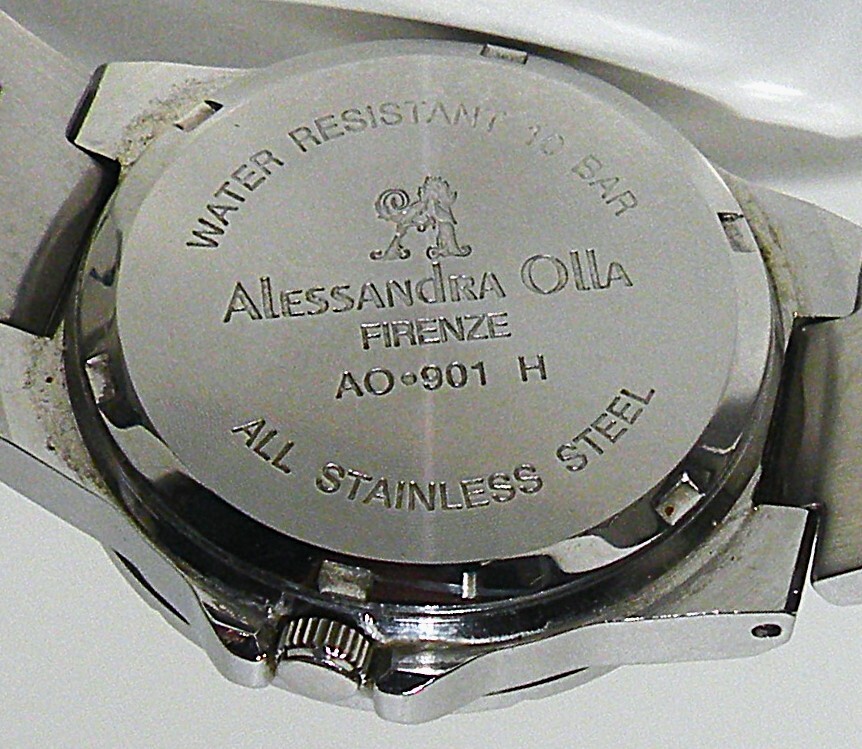 WATER RESISTANT 10 BAR
ALESSANdRA OllA
FIRENZE
AO•901 H
ALL STAINLESS STEEL